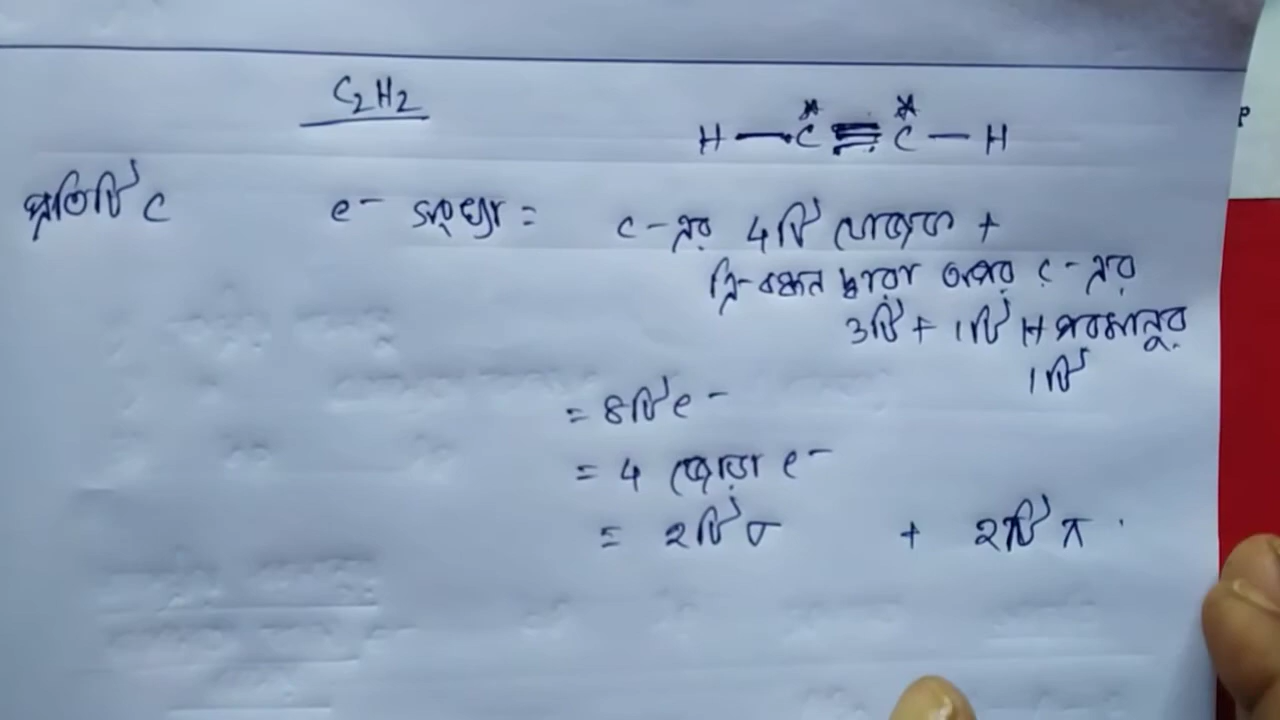 C₂H₂
H — C ≡ C — H
প্রতিটি C e⁻ সংখ্যা = C-এর 4টি যোজ্যতা +
ত্রি-বন্ধন দ্বারা অপর C-এর
3টি + 1টি H পরমানুর
1টি
= 8টি e⁻
= 4 জোড়া e⁻
= 2টি σ + 2টি π